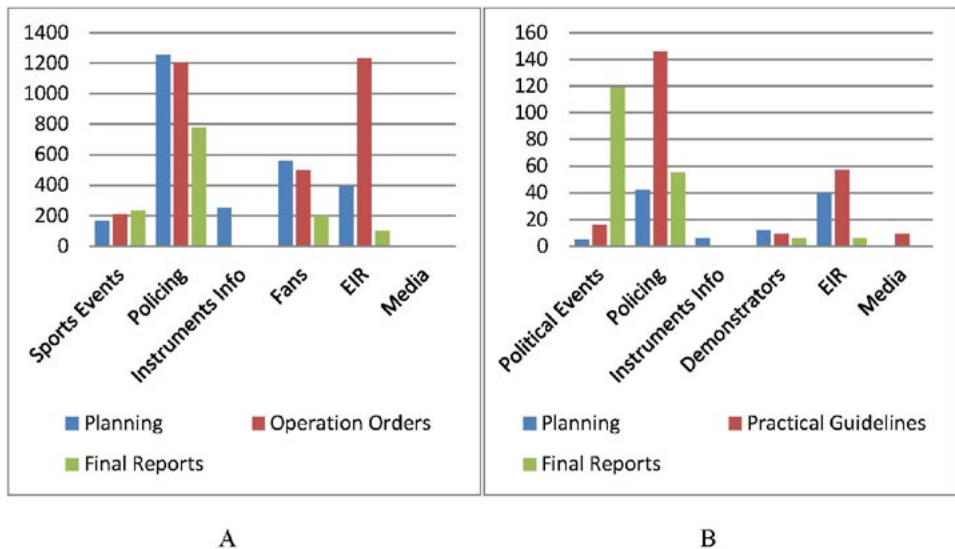 1400
1200
1000
800
600
400
200
0
Sports Events
Policing
Instruments Info
Fans
EIR
Media
Planning
Operation Orders
Final Reports
A
160
140
120
100
80
60
40
20
0
Political Events
Policing
Instruments Info
Demonstrators
EIR
Media
Planning
Practical Guidelines
Final Reports
B